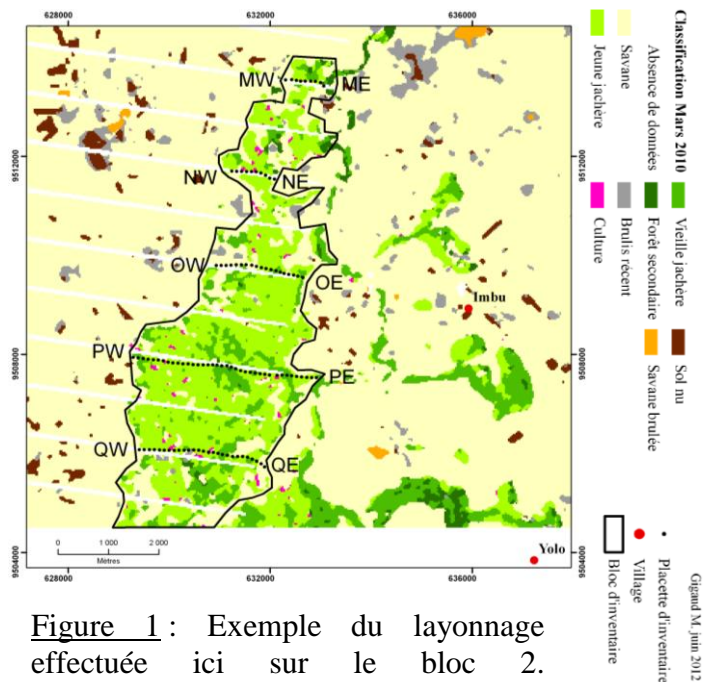 628000 632000 636000
MW ME
9512000 9512000
NW NE
OW OE
Imbu
PW PE
9508000 9508000
QW QE
0 1 000 2 000
Mètres
Yolo
9504000 9504000
628000 632000 636000
Classification Mars 2010
Absence de données
Savane
Jeune jachère
Vieille jachère
Forêt secondaire
Brulis récent
Culture
Sol nu
Savane brulée
Gigaud M. juin 2012
Placette d'inventaire
Village
Bloc d'inventaire
Figure 1 : Exemple du layonnage
effectuée ici sur le bloc 2.